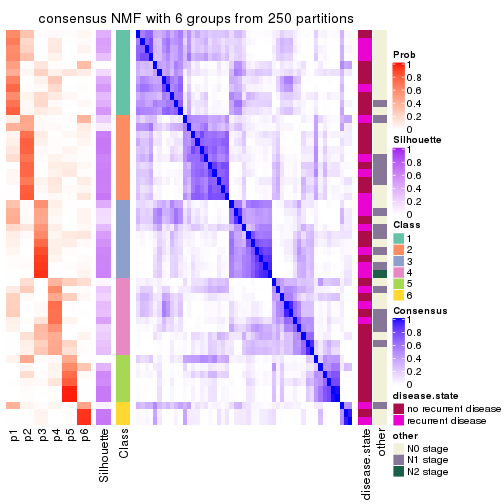 consensus NMF with 6 groups from 250 partitions
Prob
1
0.8
0.6
0.4
0.2
0
Silhouette
1
0.8
0.6
0.4
0.2
0
Class
1
2
3
4
5
6
Consensus
1
0.8
0.6
0.4
0.2
0
disease.state
no recurrent disease
recurrent disease
other
N0 stage
N1 stage
N2 stage
p1
p2
p3
p4
p5
p6
Silhouette
Class
disease.state
other